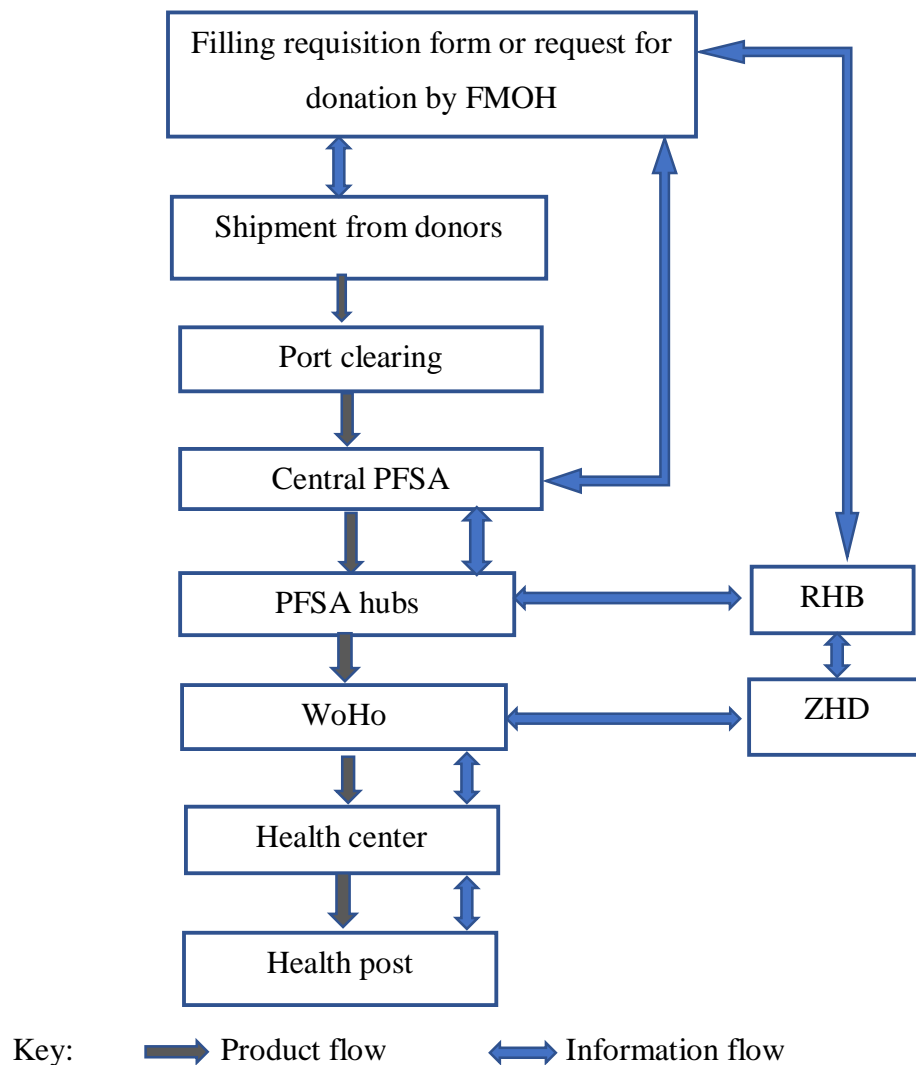 Filling requisition form or request for
donation by FMOH
Shipment from donors
Port clearing
Central PFSA
PFSA hubs
RHB
WoHo
ZHD
Health center
Health post
Key:
Product flow
Information flow